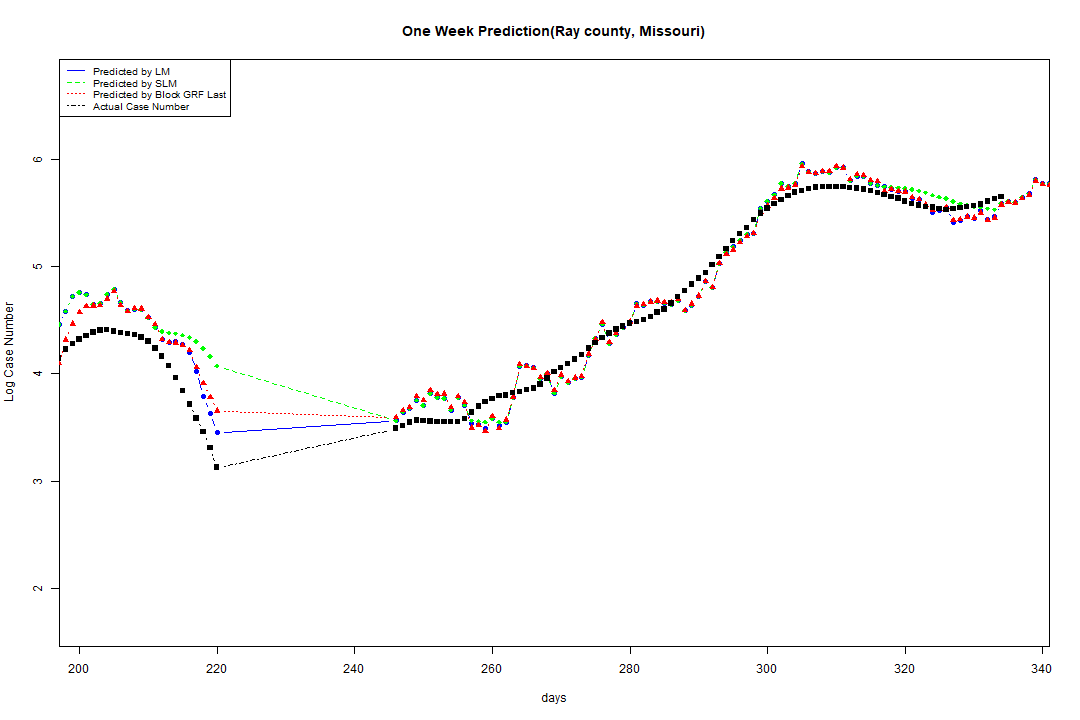 One Week Prediction(Ray county, Missouri)
Predicted by LM
Predicted by SLM
Predicted by Block GRF Last
Actual Case Number
6
5
4
3
2
Log Case Number
200 220 240 260 280 300 320 340
days